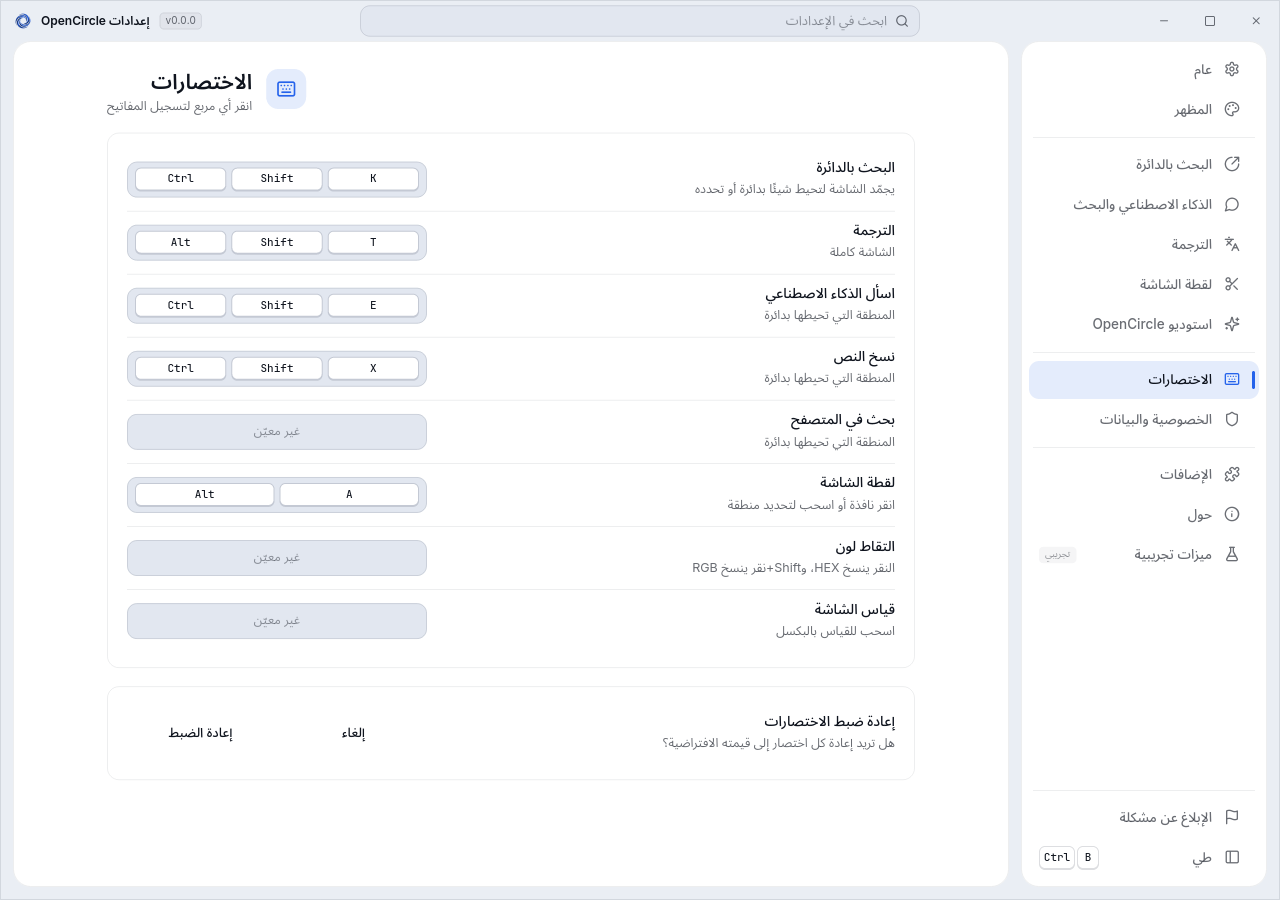 إعدادات OpenCircle
v0.0.0
ابحث في الإعدادات
عام
المظهر
البحث بالدائرة
الذكاء الاصطناعي والبحث
الترجمة
لقطة الشاشة
استوديو OpenCircle
الاختصارات
الخصوصية والبيانات
الإضافات
حول
ميزات تجريبية
تجريبي
الإبلاغ عن مشكلة
طي
Ctrl B
الاختصارات
انقر أي مربع لتسجيل المفاتيح
البحث بالدائرة
يجمّد الشاشة لتحيط شيئًا بدائرة أو تحدده
Ctrl Shift K
الترجمة
الشاشة كاملة
Alt Shift T
اسأل الذكاء الاصطناعي
المنطقة التي تحيطها بدائرة
Ctrl Shift E
نسخ النص
المنطقة التي تحيطها بدائرة
Ctrl Shift X
بحث في المتصفح
المنطقة التي تحيطها بدائرة
غير معيّن
لقطة الشاشة
انقر نافذة أو اسحب لتحديد منطقة
Alt A
التقاط لون
النقر ينسخ HEX، وShift+نقر ينسخ RGB
غير معيّن
قياس الشاشة
اسحب للقياس بالبكسل
غير معيّن
إعادة ضبط الاختصارات
هل تريد إعادة كل اختصار إلى قيمته الافتراضية؟
إلغاء
إعادة الضبط